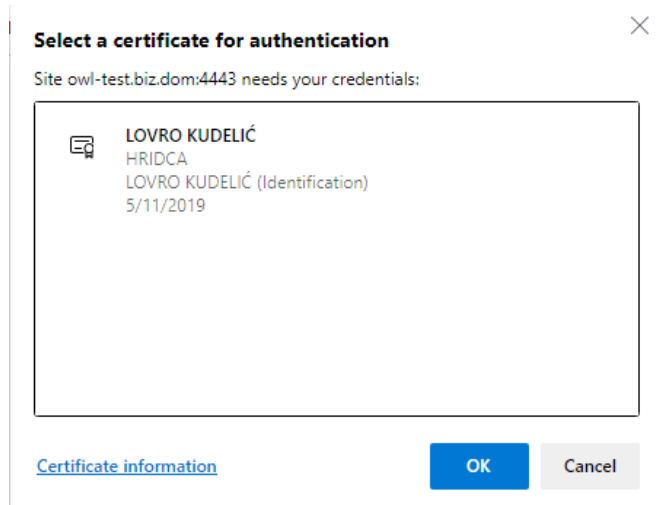 Select a certificate for authentication
Site owl-test.biz.dom:4443 needs your credentials:
LOVRO KUDELIĆ
HRIDCA
LOVRO KUDELIĆ (Identification)
5/11/2019
Certificate information
OK
Cancel